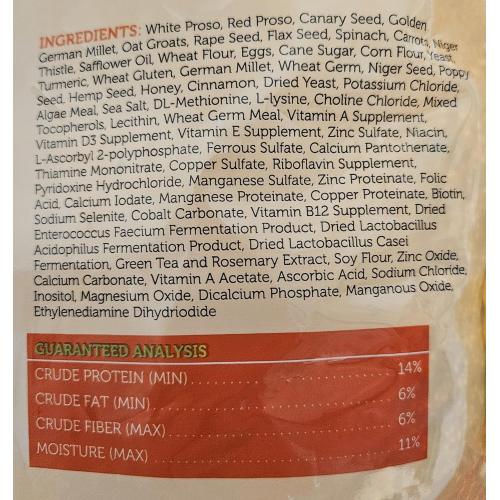 INGREDIENTS: White Proso, Red Proso, Canary Seed, Golden
German Millet, Oat Groats, Rape Seed, Flax Seed, Spinach, Carrots, Niger
Thistle, Safflower Oil, Wheat Flour, Eggs, Cane Sugar, Corn Flour, Yeast,
Turmeric, Wheat Gluten, German Millet, Wheat Germ, Niger Seed, Poppy
Seed, Hemp Seed, Honey, Cinnamon, Dried Yeast, Potassium Chloride,
Algae Meal, Sea Salt, DL-Methionine, L-lysine, Choline Chloride, Mixed
Tocopherols, Lecithin, Wheat Germ Meal, Vitamin A Supplement,
Vitamin D3 Supplement, Vitamin E Supplement, Zinc Sulfate, Niacin,
L-Ascorbyl 2-polyphosphate, Ferrous Sulfate, Calcium Pantothenate,
Thiamine Mononitrate, Copper Sulfate, Riboflavin Supplement,
Pyridoxine Hydrochloride, Manganese Sulfate, Zinc Proteinate, Folic
Acid, Calcium Iodate, Manganese Proteinate, Copper Proteinate, Biotin,
Sodium Selenite, Cobalt Carbonate, Vitamin B12 Supplement, Dried
Enterococcus Faecium Fermentation Product, Dried Lactobacillus
Acidophilus Fermentation Product, Dried Lactobacillus Casei
Fermentation, Green Tea and Rosemary Extract, Soy Flour, Zinc Oxide,
Calcium Carbonate, Vitamin A Acetate, Ascorbic Acid, Sodium Chloride,
Inositol, Magnesium Oxide, Dicalcium Phosphate, Manganous Oxide,
Ethylenediamine Dihydriodide
GUARANTEED ANALYSIS
CRUDE PROTEIN (MIN) 14%
CRUDE FAT (MIN) 6%
CRUDE FIBER (MAX) 6%
MOISTURE (MAX) 11%